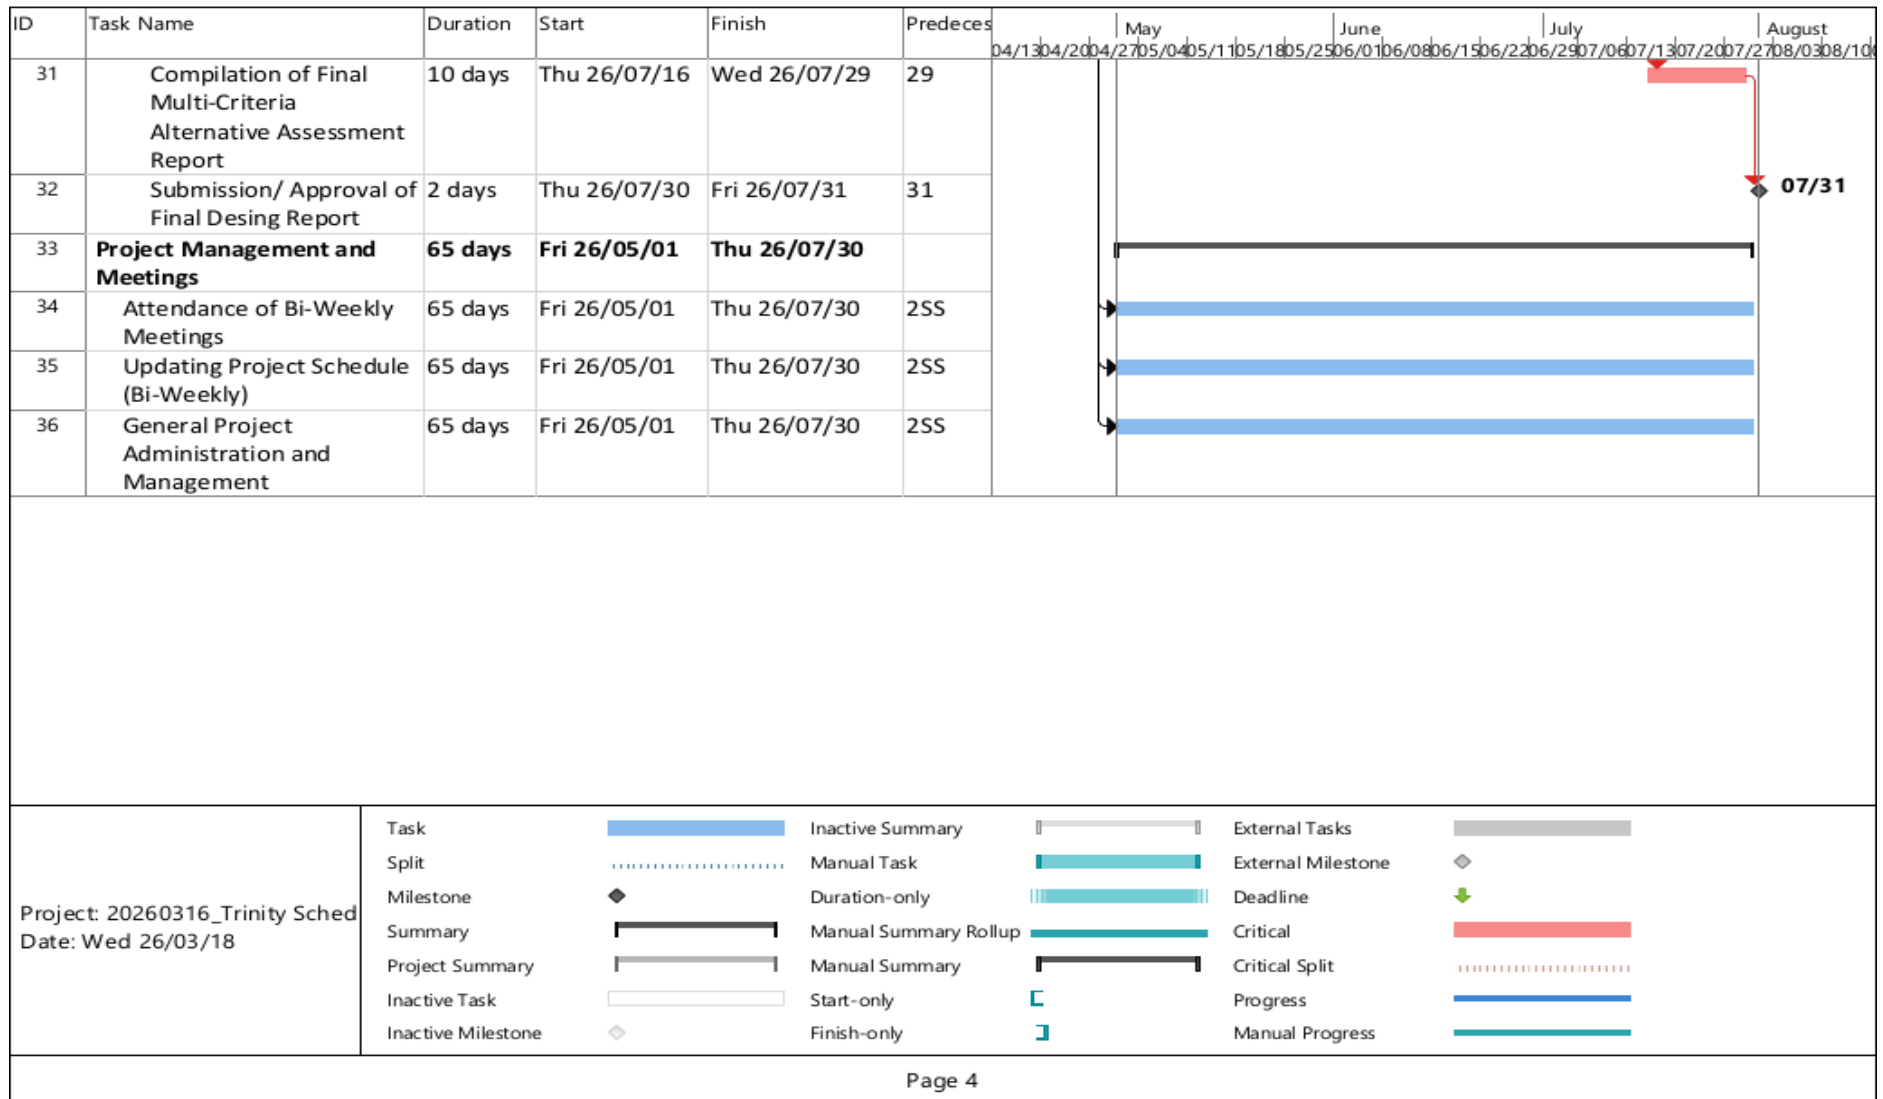 ID Task Name Duration Start Finish Predeces
May June July August
04/13 04/20 04/27 05/04 05/11 05/18 05/25 06/01 06/08 06/15 06/22 06/29 07/06 07/13 07/20 07/27 08/03 08/10
31 Compilation of Final 10 days Thu 26/07/16 Wed 26/07/29 29
Multi-Criteria
Alternative Assessment
Report
32 Submission/ Approval of 2 days Thu 26/07/30 Fri 26/07/31 31 07/31
Final Desing Report
33 Project Management and 65 days Fri 26/05/01 Thu 26/07/30
Meetings
34 Attendance of Bi-Weekly 65 days Fri 26/05/01 Thu 26/07/30 2SS
Meetings
35 Updating Project Schedule 65 days Fri 26/05/01 Thu 26/07/30 2SS
(Bi-Weekly)
36 General Project 65 days Fri 26/05/01 Thu 26/07/30 2SS
Administration and
Management
Project: 20260316_Trinity Sched
Date: Wed 26/03/18
Task Inactive Summary External Tasks
Split Manual Task External Milestone
Milestone Duration-only Deadline
Summary Manual Summary Rollup Critical
Project Summary Manual Summary Critical Split
Inactive Task Start-only Progress
Inactive Milestone Finish-only Manual Progress
Page 4